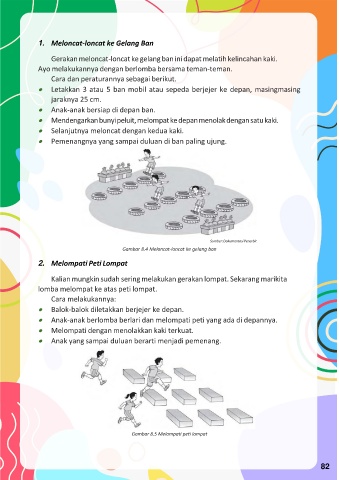 1. Meloncat-loncat ke Gelang Ban
Gerakan meloncat-loncat ke gelang ban ini dapat melatih kelincahan kaki.
Ayo melakukannya dengan berlomba bersama teman-teman.
Cara dan peraturannya sebagai berikut.
● Letakkan 3 atau 5 ban mobil atau sepeda berjejer ke depan, masingmasing
jaraknya 25 cm.
● Anak-anak bersiap di depan ban.
● Mendengarkan bunyi peluit, melompat ke depan menolak dengan satu kaki.
● Selanjutnya meloncat dengan kedua kaki.
● Pemenangnya yang sampai duluan di ban paling ujung.
Sumber: Dokumentasi Penerbit
Gambar 8.4 Meloncat-loncat ke gelang ban
2. Melompati Peti Lompat
Kalian mungkin sudah sering melakukan gerakan lompat. Sekarang marikita
lomba melompat ke atas peti lompat.
Cara melakukannya:
● Balok-balok diletakkan berjejer ke depan.
● Anak-anak berlomba berlari dan melompati peti yang ada di depannya.
● Melompati dengan menolakkan kaki terkuat.
● Anak yang sampai duluan berarti menjadi pemenang.
Gambar 8.5 Melompati peti lompat
82